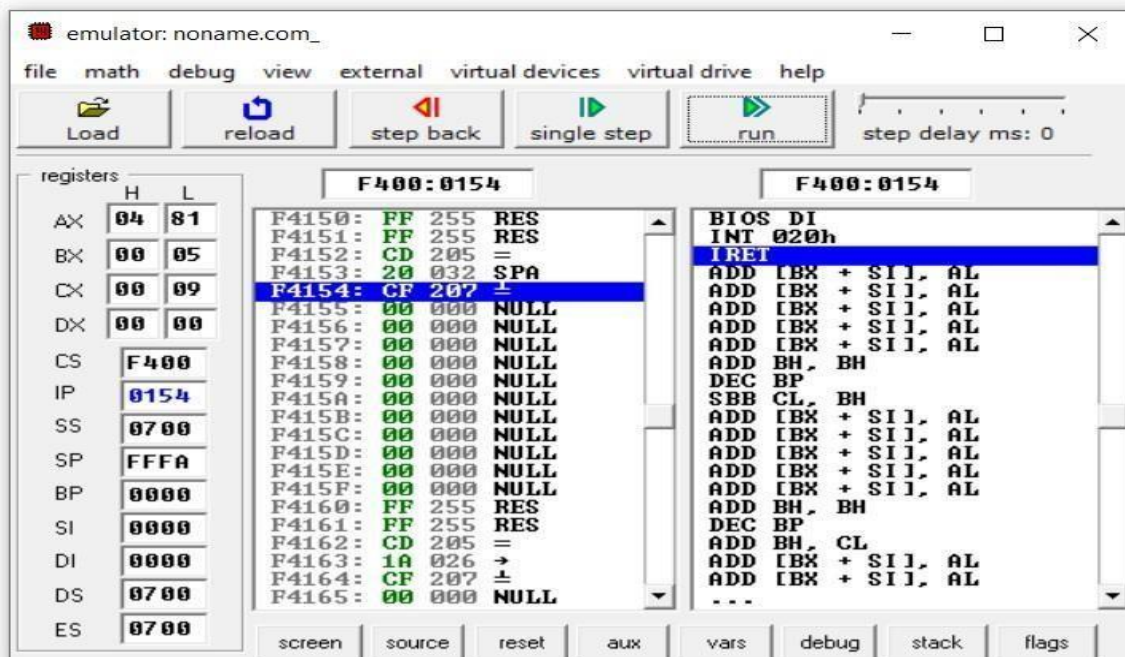 emulator: noname.com_
file math debug view external virtual devices virtual drive help
Load reload step back single step run step delay ms: 0
registers
H L
F400:0154 F400:0154
AX 04 81
BX 00 05
CX 00 09
DX 00 00
CS F400
IP 0154
SS 0700
SP FFFA
BP 0000
SI 0000
DI 0000
DS 0700
ES 0700
F4150: FF 255 RES
F4151: FF 255 RES
F4152: CD 205 =
F4153: 20 032 SPA
F4154: CF 207 ╧
F4155: 00 000 NULL
F4156: 00 000 NULL
F4157: 00 000 NULL
F4158: 00 000 NULL
F4159: 00 000 NULL
F415A: 00 000 NULL
F415B: 00 000 NULL
F415C: 00 000 NULL
F415D: 00 000 NULL
F415E: 00 000 NULL
F415F: 00 000 NULL
F4160: FF 255 RES
F4161: FF 255 RES
F4162: CD 205 =
F4163: 1A 026 →
F4164: CF 207 ╧
F4165: 00 000 NULL
BIOS DI
INT 020h
IRET
ADD [BX + SI], AL
ADD [BX + SI], AL
ADD [BX + SI], AL
ADD [BX + SI], AL
ADD [BX + SI], AL
ADD BH, BH
DEC BP
SBB CL, BH
ADD [BX + SI], AL
ADD [BX + SI], AL
ADD [BX + SI], AL
ADD [BX + SI], AL
ADD [BX + SI], AL
ADD BH, BH
DEC BP
ADD BH, CL
ADD [BX + SI], AL
ADD [BX + SI], AL
...
screen source reset aux vars debug stack flags